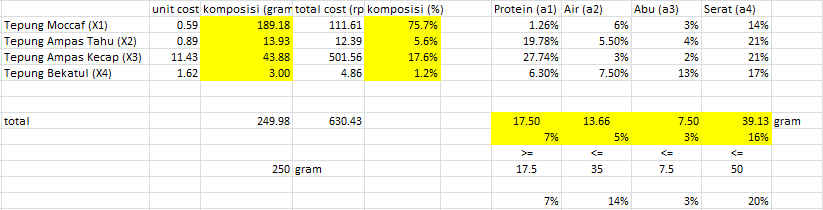 unit cost komposisi (gram total cost (rp komposisi (%) Protein (a1) Air (a2) Abu (a3) Serat (a4)
Tepung Moccaf (X1) 0.59 189.18 111.61 75.7% 1.26% 6% 3% 14%
Tepung Ampas Tahu (X2) 0.89 13.93 12.39 5.6% 19.78% 5.50% 4% 21%
Tepung Ampas Kecap (X3) 11.43 43.88 501.56 17.6% 27.74% 3% 2% 21%
Tepung Bekatul (X4) 1.62 3.00 4.86 1.2% 6.30% 7.50% 13% 17%
total 249.98 630.43 17.50 13.66 7.50 39.13 gram
7% 5% 3% 16%
>= <= <= <=
250 gram 17.5 35 7.5 50
7% 14% 3% 20%